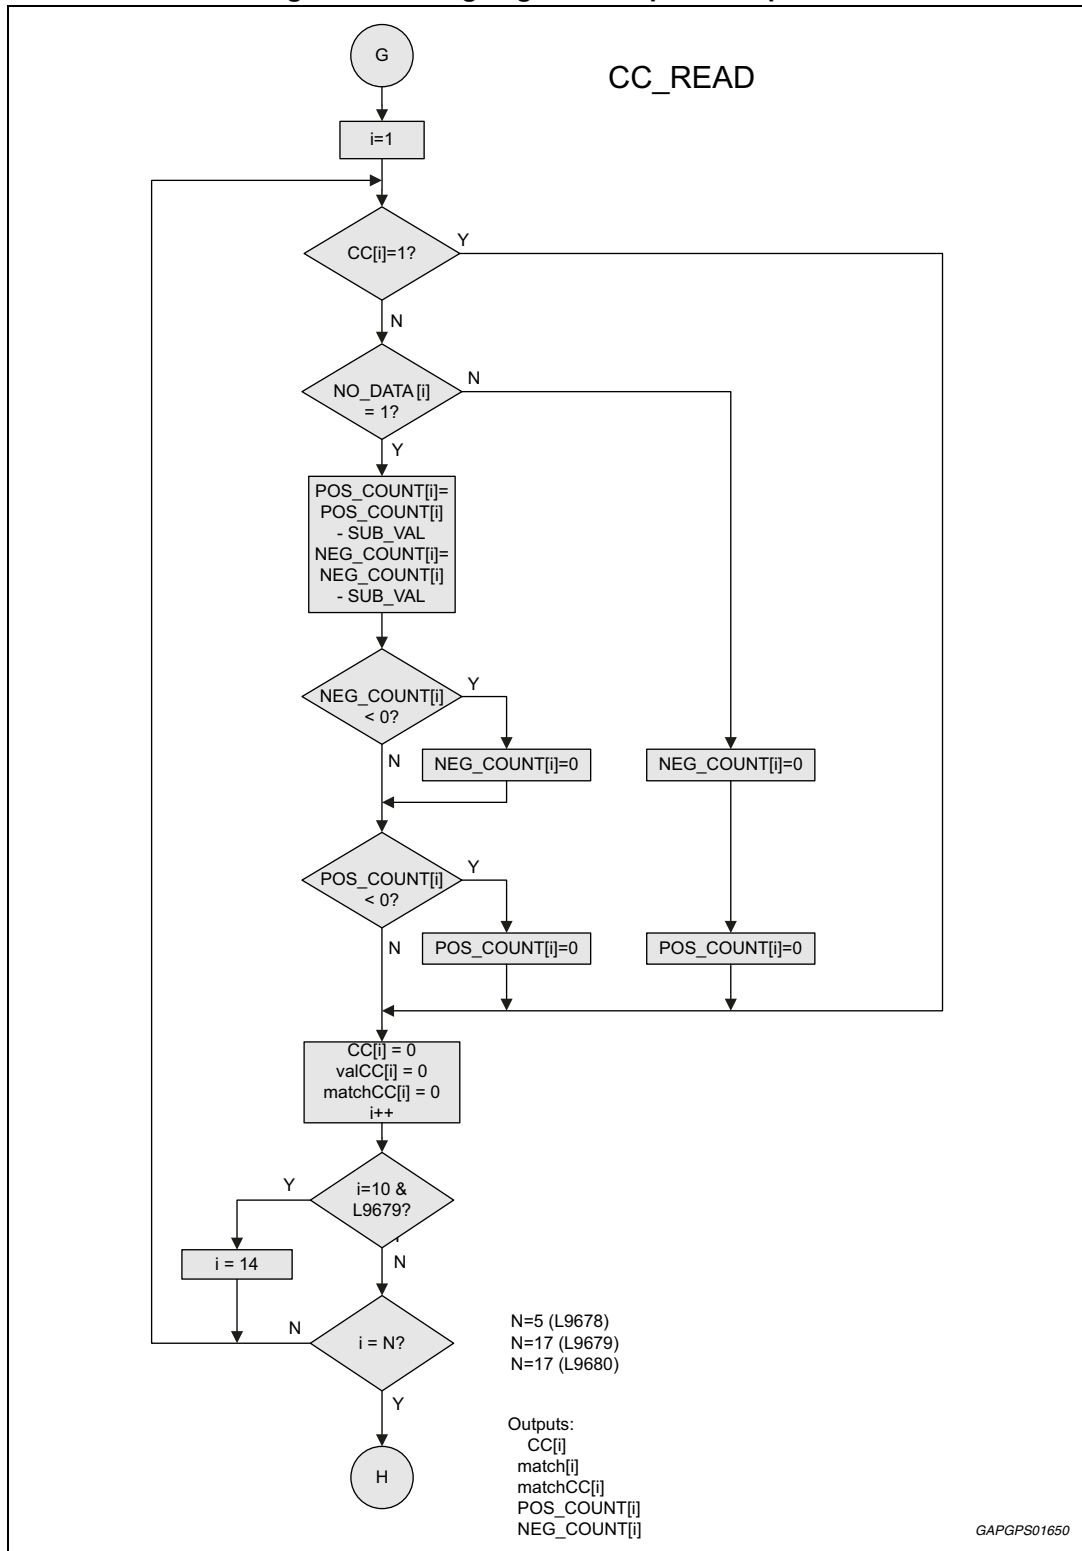 G
CC_READ
i=1
CC[i]=1?
Y
N
NO_DATA[i]
= 1?
N
Y
POS_COUNT[i]=
POS_COUNT[i]
- SUB_VAL
NEG_COUNT[i]=
NEG_COUNT[i]
- SUB_VAL
NEG_COUNT[i]
< 0?
Y
N
NEG_COUNT[i]=0
NEG_COUNT[i]=0
POS_COUNT[i]
< 0?
Y
N
POS_COUNT[i]=0
POS_COUNT[i]=0
CC[i] = 0
valCC[i] = 0
matchCC[i] = 0
i++
i=10 &
L9679?
Y
N
i = 14
i = N?
N
Y
N=5 (L9678)
N=17 (L9679)
N=17 (L9680)
H
Outputs:
CC[i]
match[i]
matchCC[i]
POS_COUNT[i]
NEG_COUNT[i]
GAPGPS01650